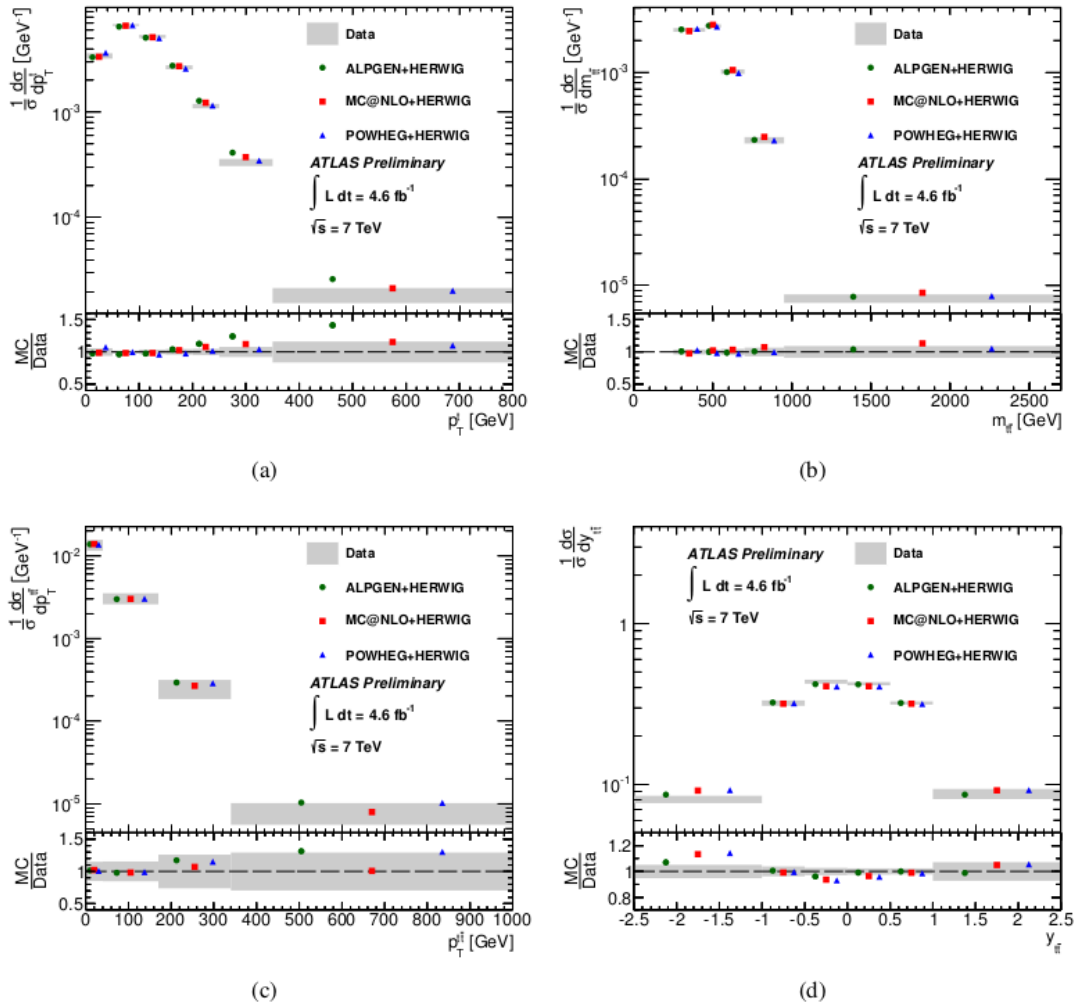 1/σ dσ/dp_T^t [GeV⁻¹]
Data
ALPGEN+HERWIG
MC@NLO+HERWIG
POWHEG+HERWIG
ATLAS Preliminary
∫ L dt = 4.6 fb⁻¹
√s = 7 TeV
10⁻³
10⁻⁴
MC/Data
1.5
1
0.5
0 100 200 300 400 500 600 700 800
p_T^t [GeV]
(a)
1/σ dσ/dm_tt̄ [GeV⁻¹]
Data
ALPGEN+HERWIG
MC@NLO+HERWIG
POWHEG+HERWIG
ATLAS Preliminary
∫ L dt = 4.6 fb⁻¹
√s = 7 TeV
10⁻³
10⁻⁴
10⁻⁵
MC/Data
1.5
1
0.5
0 500 1000 1500 2000 2500
m_tt̄ [GeV]
(b)
1/σ dσ/dp_T^tt̄ [GeV⁻¹]
Data
ALPGEN+HERWIG
MC@NLO+HERWIG
POWHEG+HERWIG
ATLAS Preliminary
∫ L dt = 4.6 fb⁻¹
√s = 7 TeV
10⁻²
10⁻³
10⁻⁴
10⁻⁵
MC/Data
1.5
1
0.5
0 100 200 300 400 500 600 700 800 900 1000
p_T^tt̄ [GeV]
(c)
1/σ dσ/dy_tt̄
ATLAS Preliminary
∫ L dt = 4.6 fb⁻¹
√s = 7 TeV
Data
ALPGEN+HERWIG
MC@NLO+HERWIG
POWHEG+HERWIG
1
10⁻¹
MC/Data
1.2
1.0
0.8
-2.5 -2 -1.5 -1 -0.5 0 0.5 1 1.5 2 2.5
y_tt̄
(d)